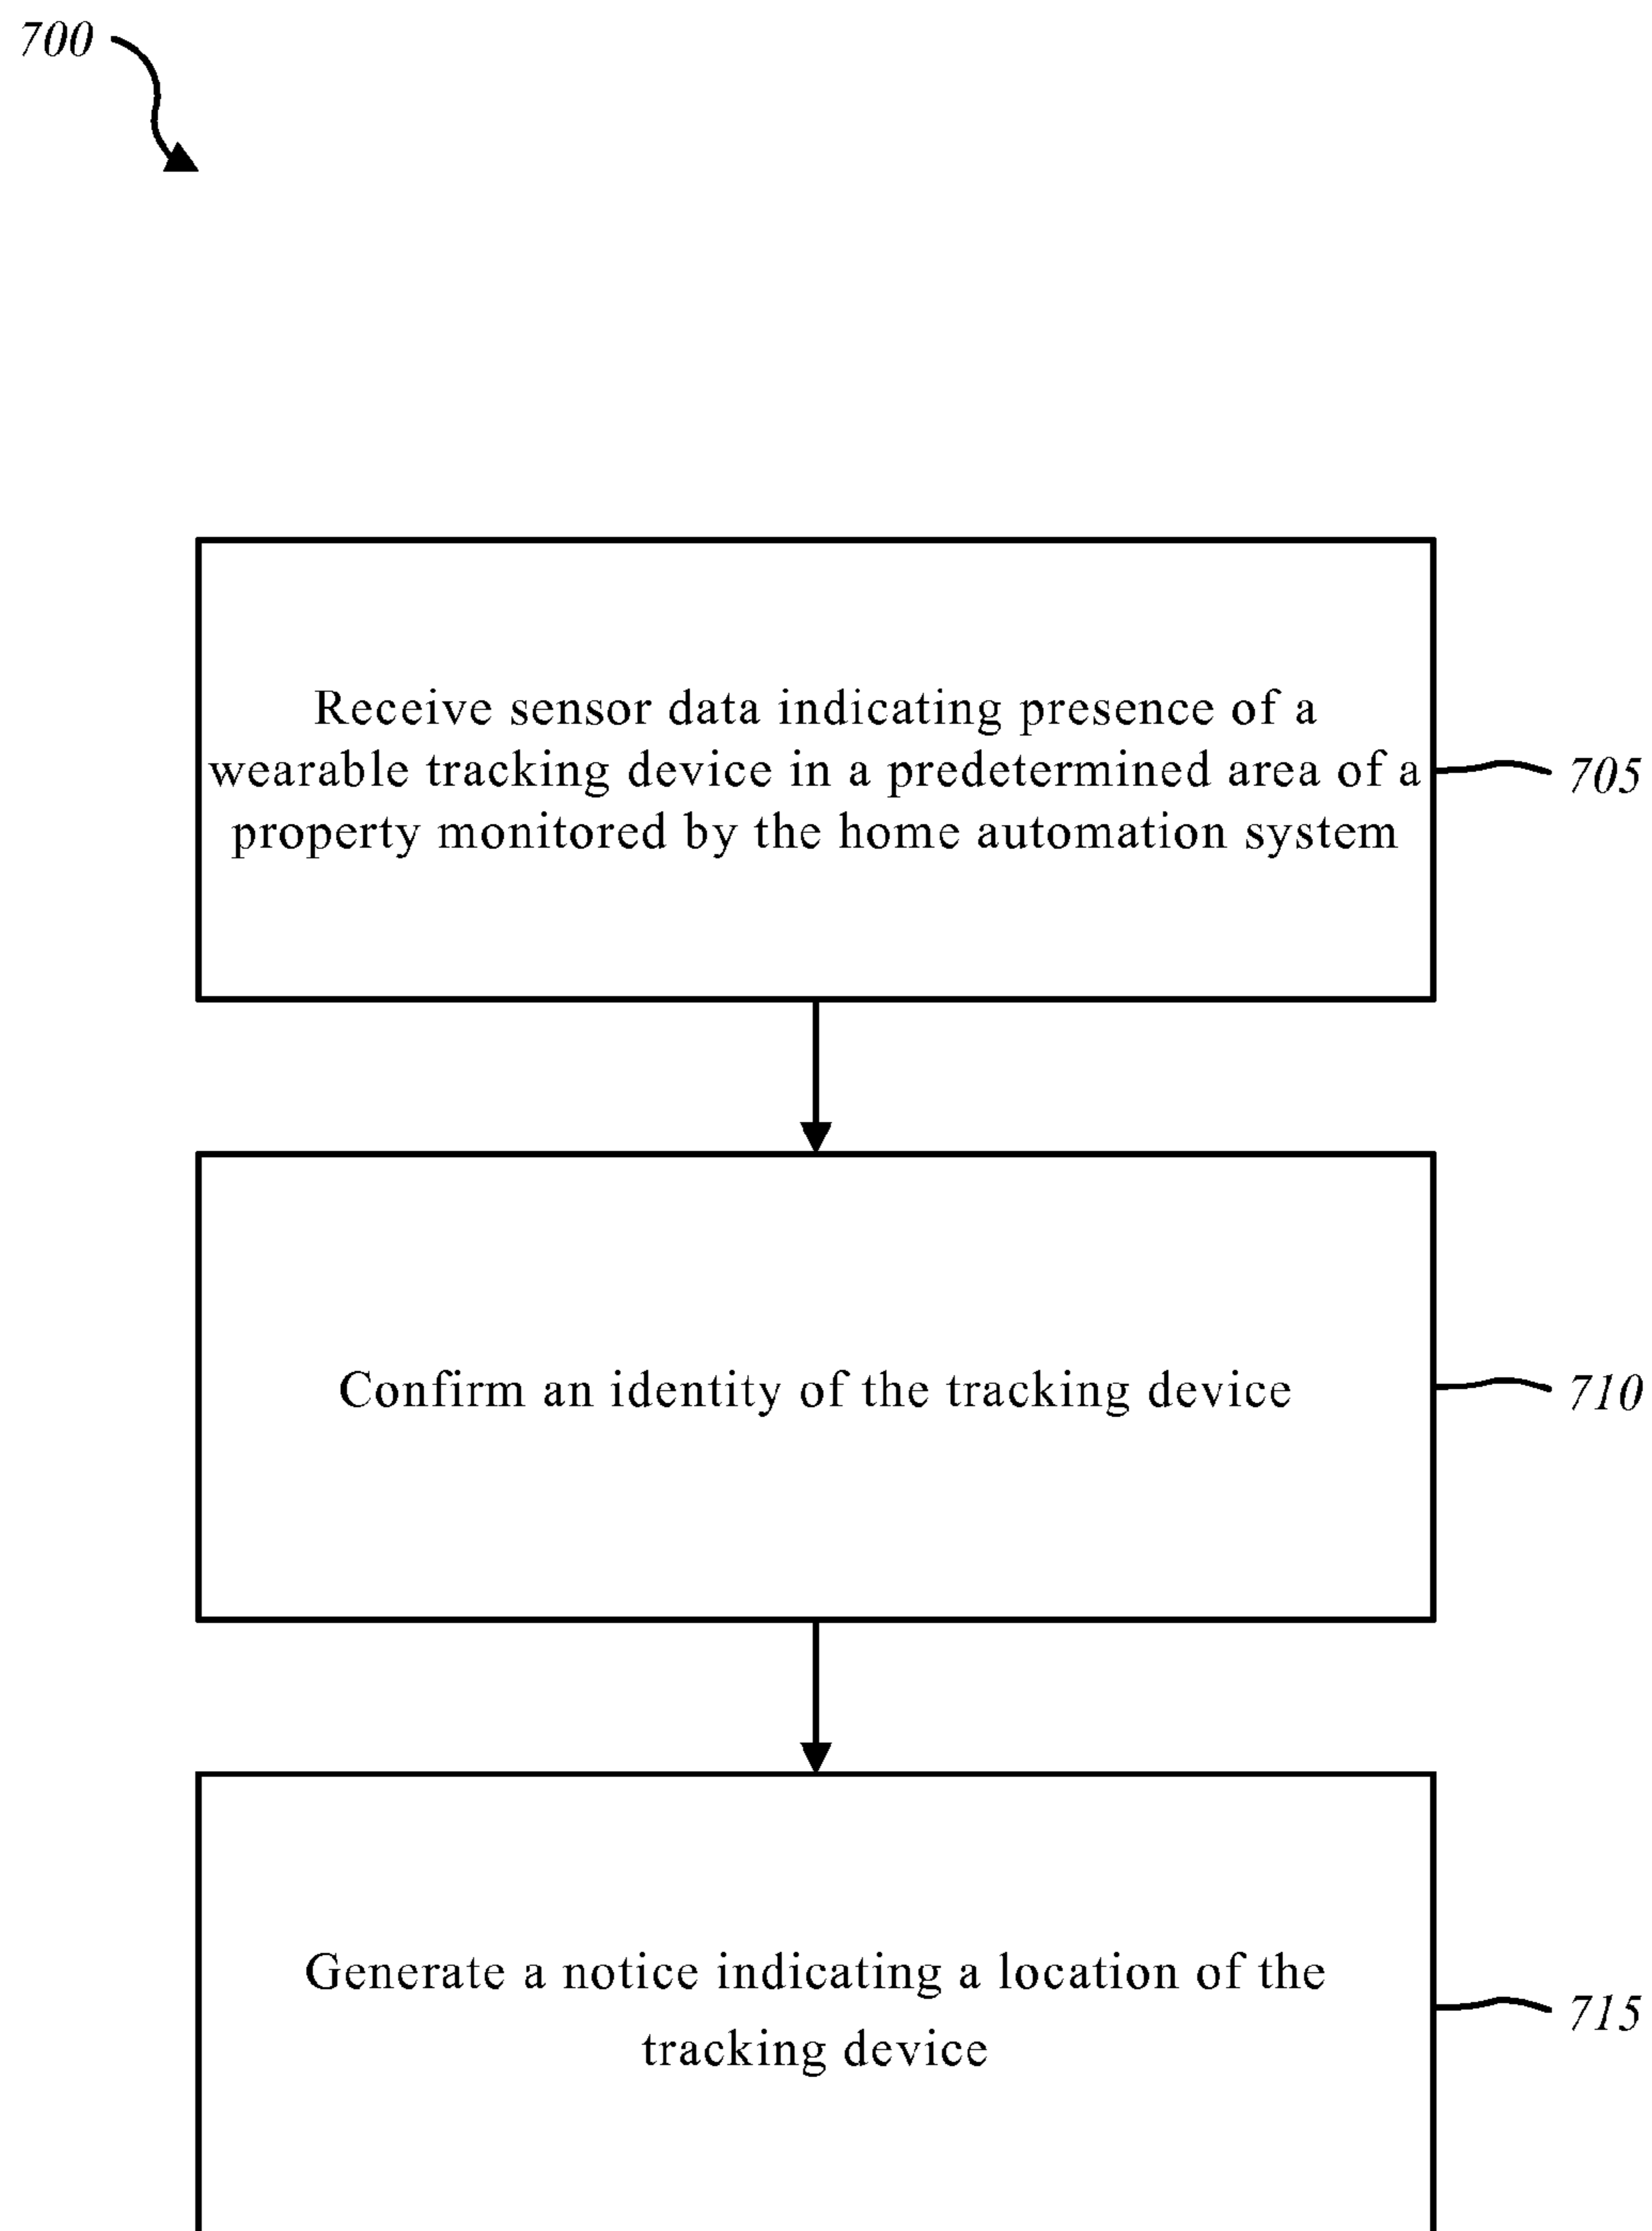 700
Receive sensor data indicating presence of a
wearable tracking device in a predetermined area of a
property monitored by the home automation system
705
Confirm an identity of the tracking device
710
Generate a notice indicating a location of the
tracking device
715